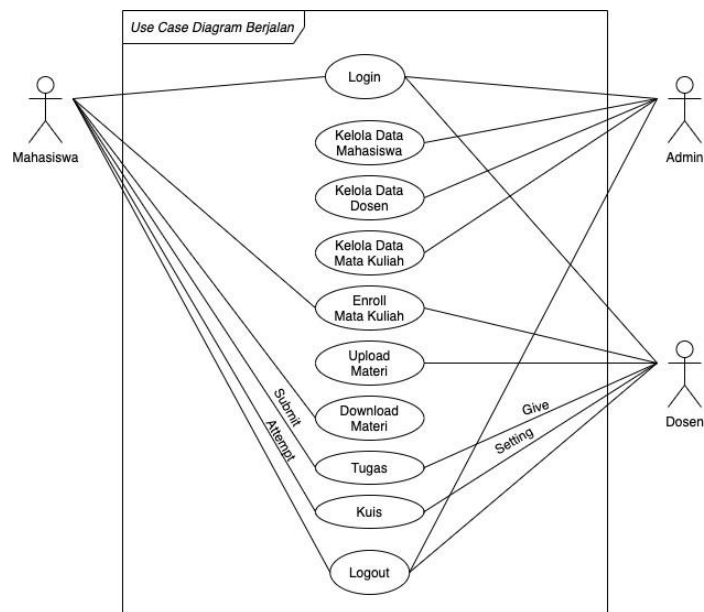 Use Case Diagram Berjalan
Login
Mahasiswa
Admin
Kelola Data
Mahasiswa
Kelola Data
Dosen
Kelola Data
Mata Kuliah
Enroll
Mata Kuliah
Upload
Materi
Dosen
Download
Materi
Submit
Attempt
Give
Setting
Tugas
Kuis
Logout